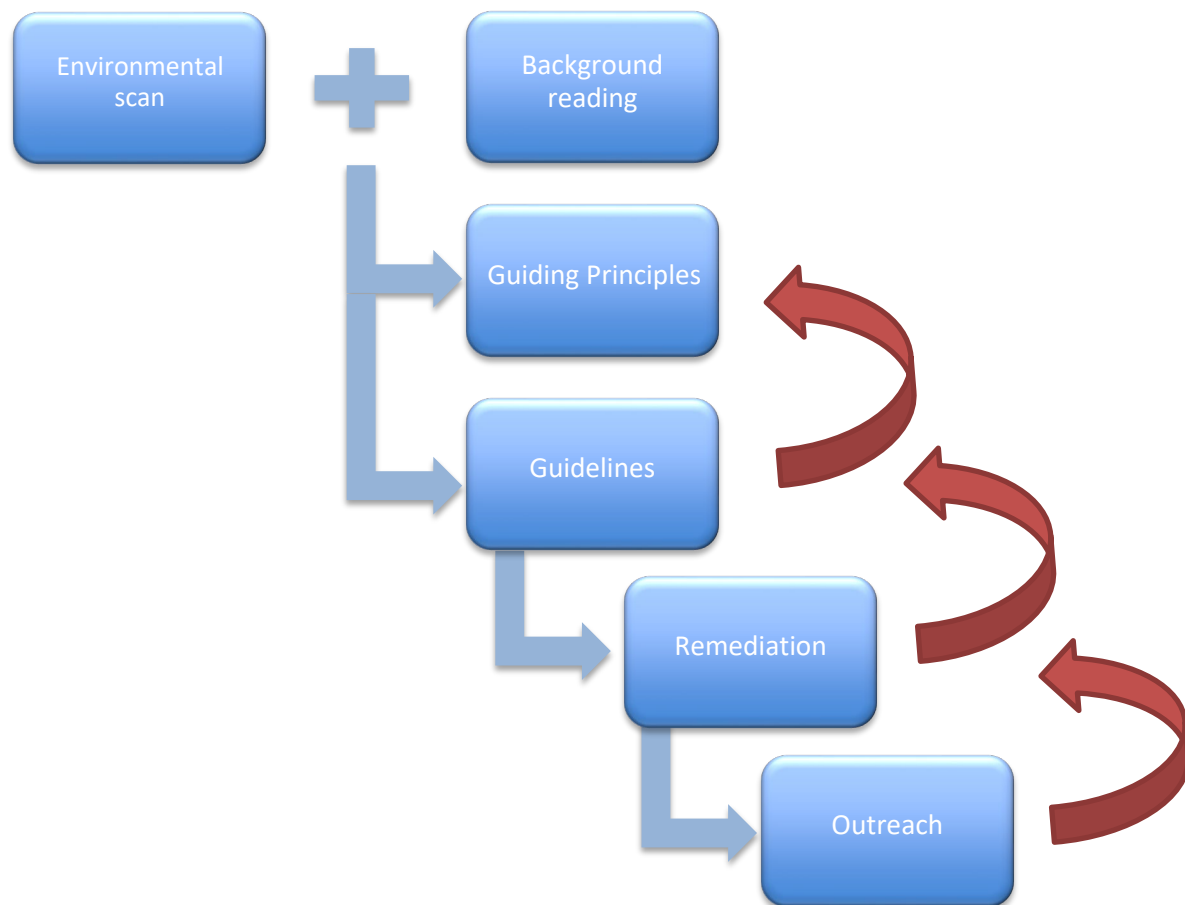 Environmental
scan
Background
reading
Guiding Principles
Guidelines
Remediation
Outreach